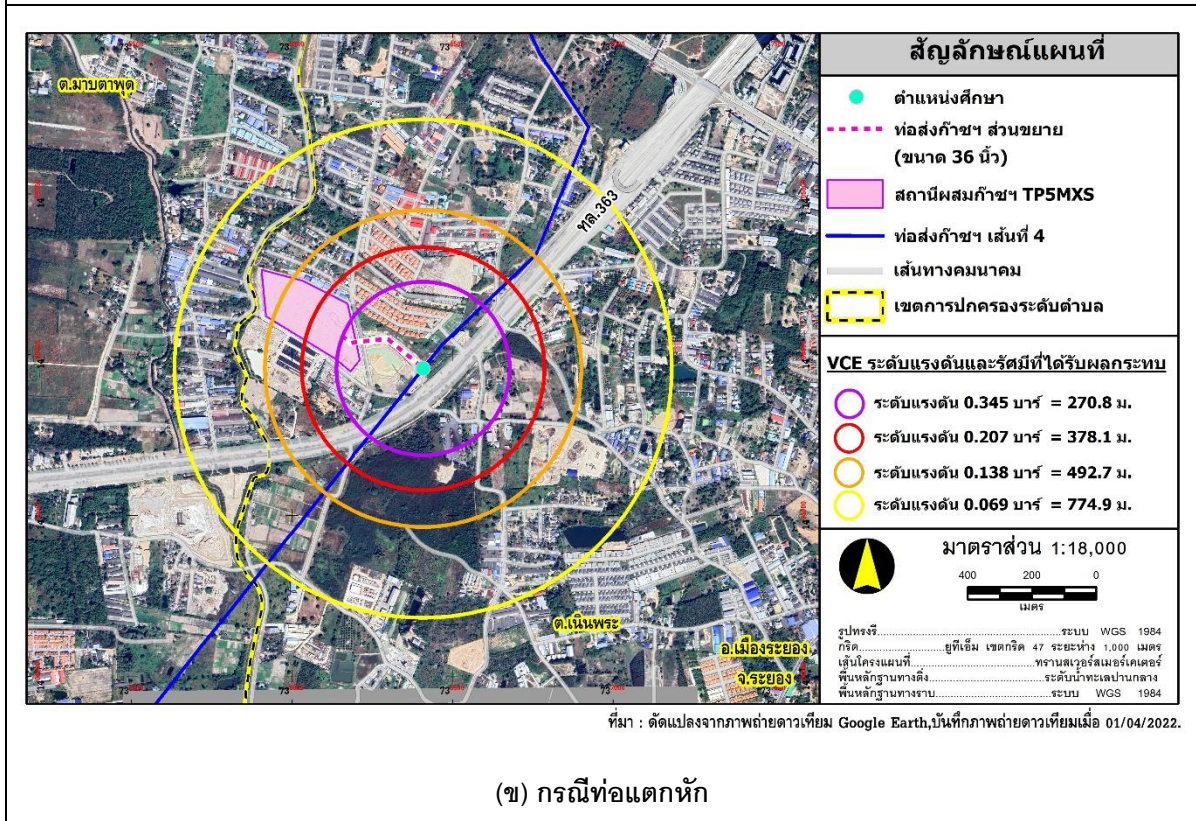 ต.มาบตาพุด
ทล.363
ต.เนินพระ
อ.เมืองระยอง
จ.ระยอง
สัญลักษณ์แผนที่
ตำแหน่งศึกษา
ท่อส่งก๊าซฯ ส่วนขยาย
(ขนาด 36 นิ้ว)
สถานีผสมก๊าซฯ TP5MXS
ท่อส่งก๊าซฯ เส้นที่ 4
เส้นทางคมนาคม
เขตการปกครองระดับตำบล
VCE ระดับแรงดันและรัศมีที่ได้รับผลกระทบ
ระดับแรงดัน 0.345 บาร์ = 270.8 ม.
ระดับแรงดัน 0.207 บาร์ = 378.1 ม.
ระดับแรงดัน 0.138 บาร์ = 492.7 ม.
ระดับแรงดัน 0.069 บาร์ = 774.9 ม.
มาตราส่วน 1:18,000
400 200 0
เมตร
รูปทรงรี...ระบบ WGS 1984
กริด...ยูทีเอ็ม เขตกริด 47 ระยะห่าง 1,000 เมตร
เส้นโครงแผนที่...ทรานสเวอร์สเมอร์เคเตอร์
พื้นหลักฐานทางดิ่ง...ระดับน้ำทะเลปานกลาง
พื้นหลักฐานทางราบ...ระบบ WGS 1984
ที่มา : ดัดแปลงจากภาพถ่ายดาวเทียม Google Earth,บันทึกภาพถ่ายดาวเทียมเมื่อ 01/04/2022.
(ข) กรณีท่อแตกหัก